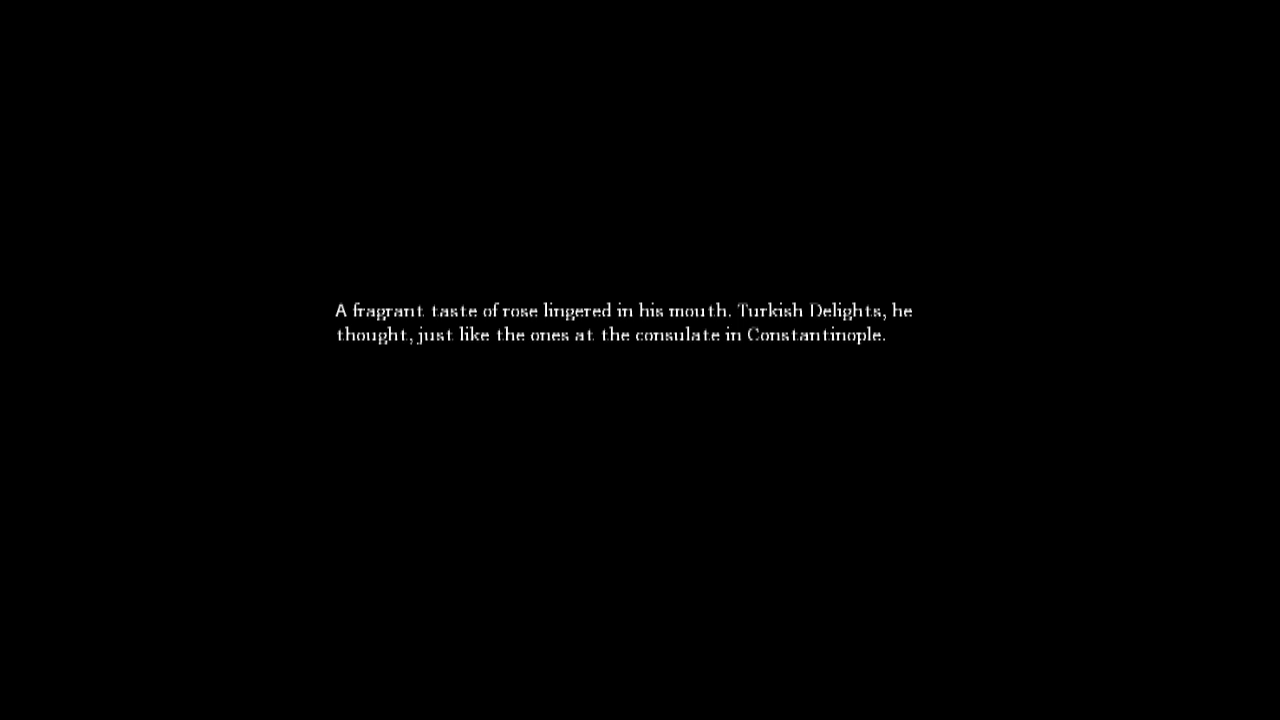 A fragrant taste of rose lingered in his mouth. Turkish Delights, he
thought, just like the ones at the consulate in Constantinople.